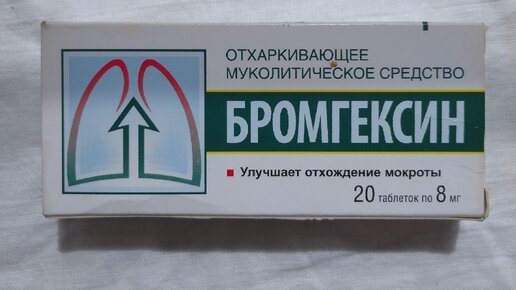 ОТХАРКИВАЮЩЕЕ
МУКОЛИТИЧЕСКОЕ СРЕДСТВО
БРОМГЕКСИН
Улучшает отхождение мокроты
20 таблеток по 8 мг